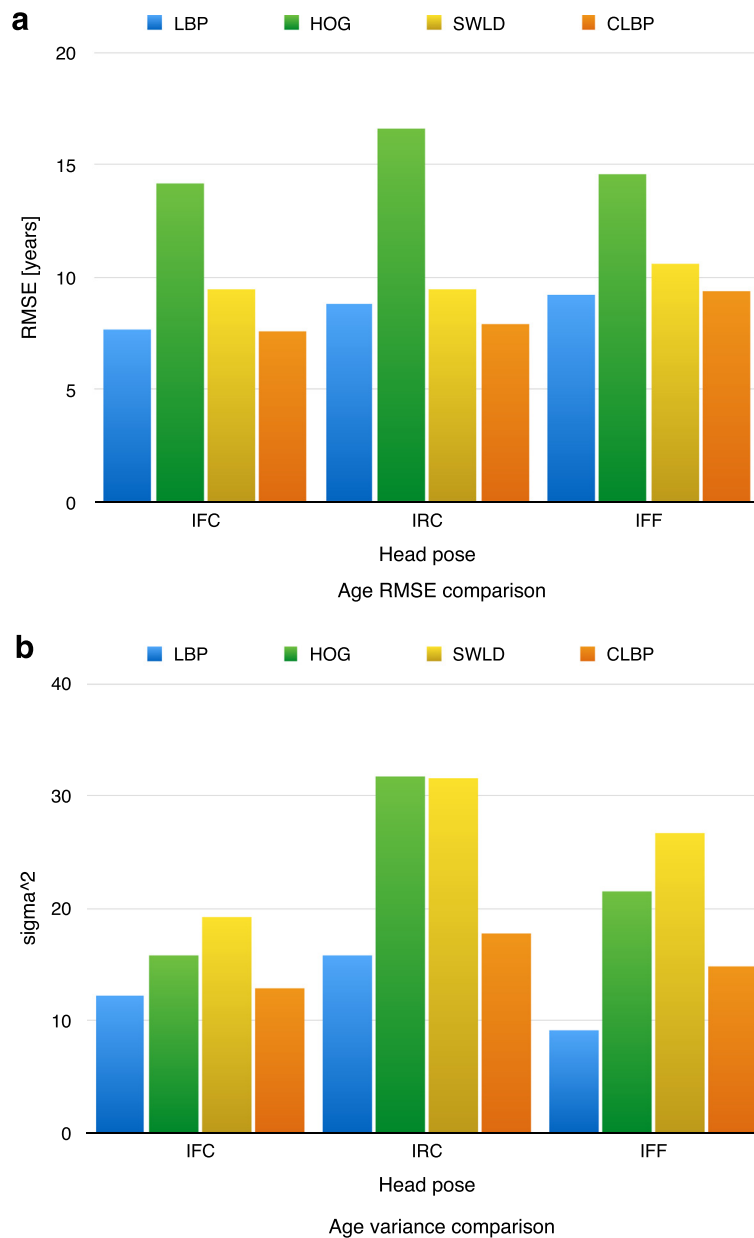 a
LBP HOG SWLD CLBP
20
15
10
5
0
RMSE [years]
IFC IRC IFF
Head pose
Age RMSE comparison
b
LBP HOG SWLD CLBP
40
30
20
10
0
sigma^2
IFC IRC IFF
Head pose
Age variance comparison